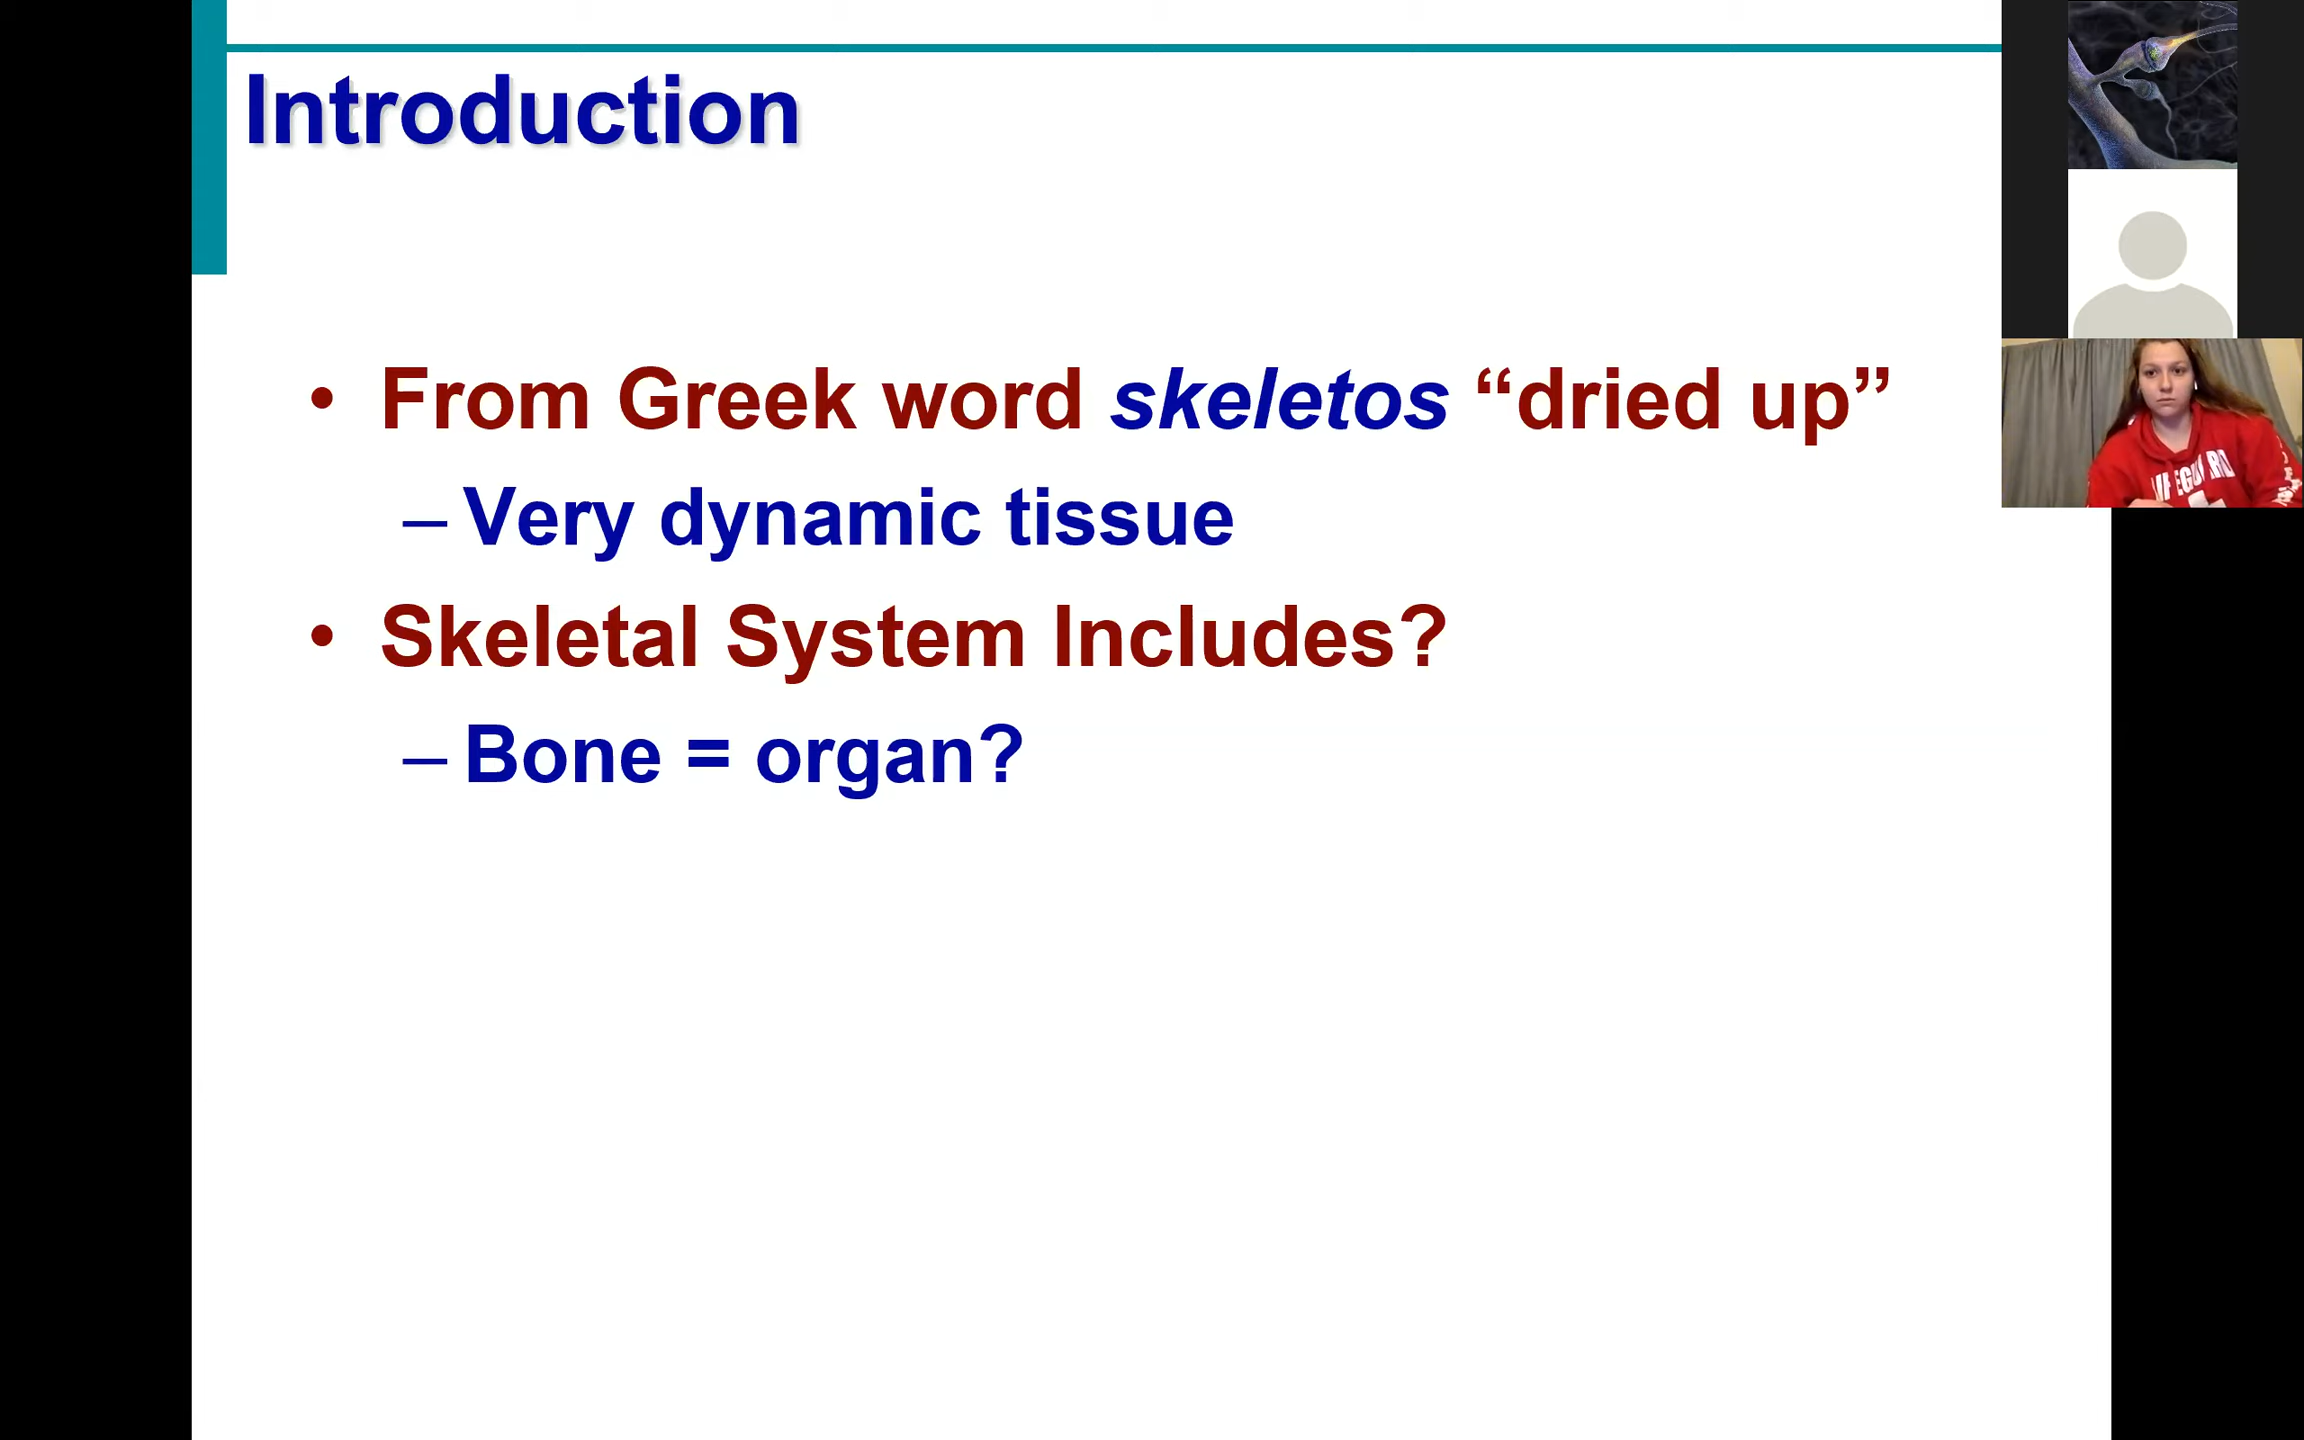 Introduction
• From Greek word skeletos “dried up”
– Very dynamic tissue
• Skeletal System Includes?
– Bone = organ?